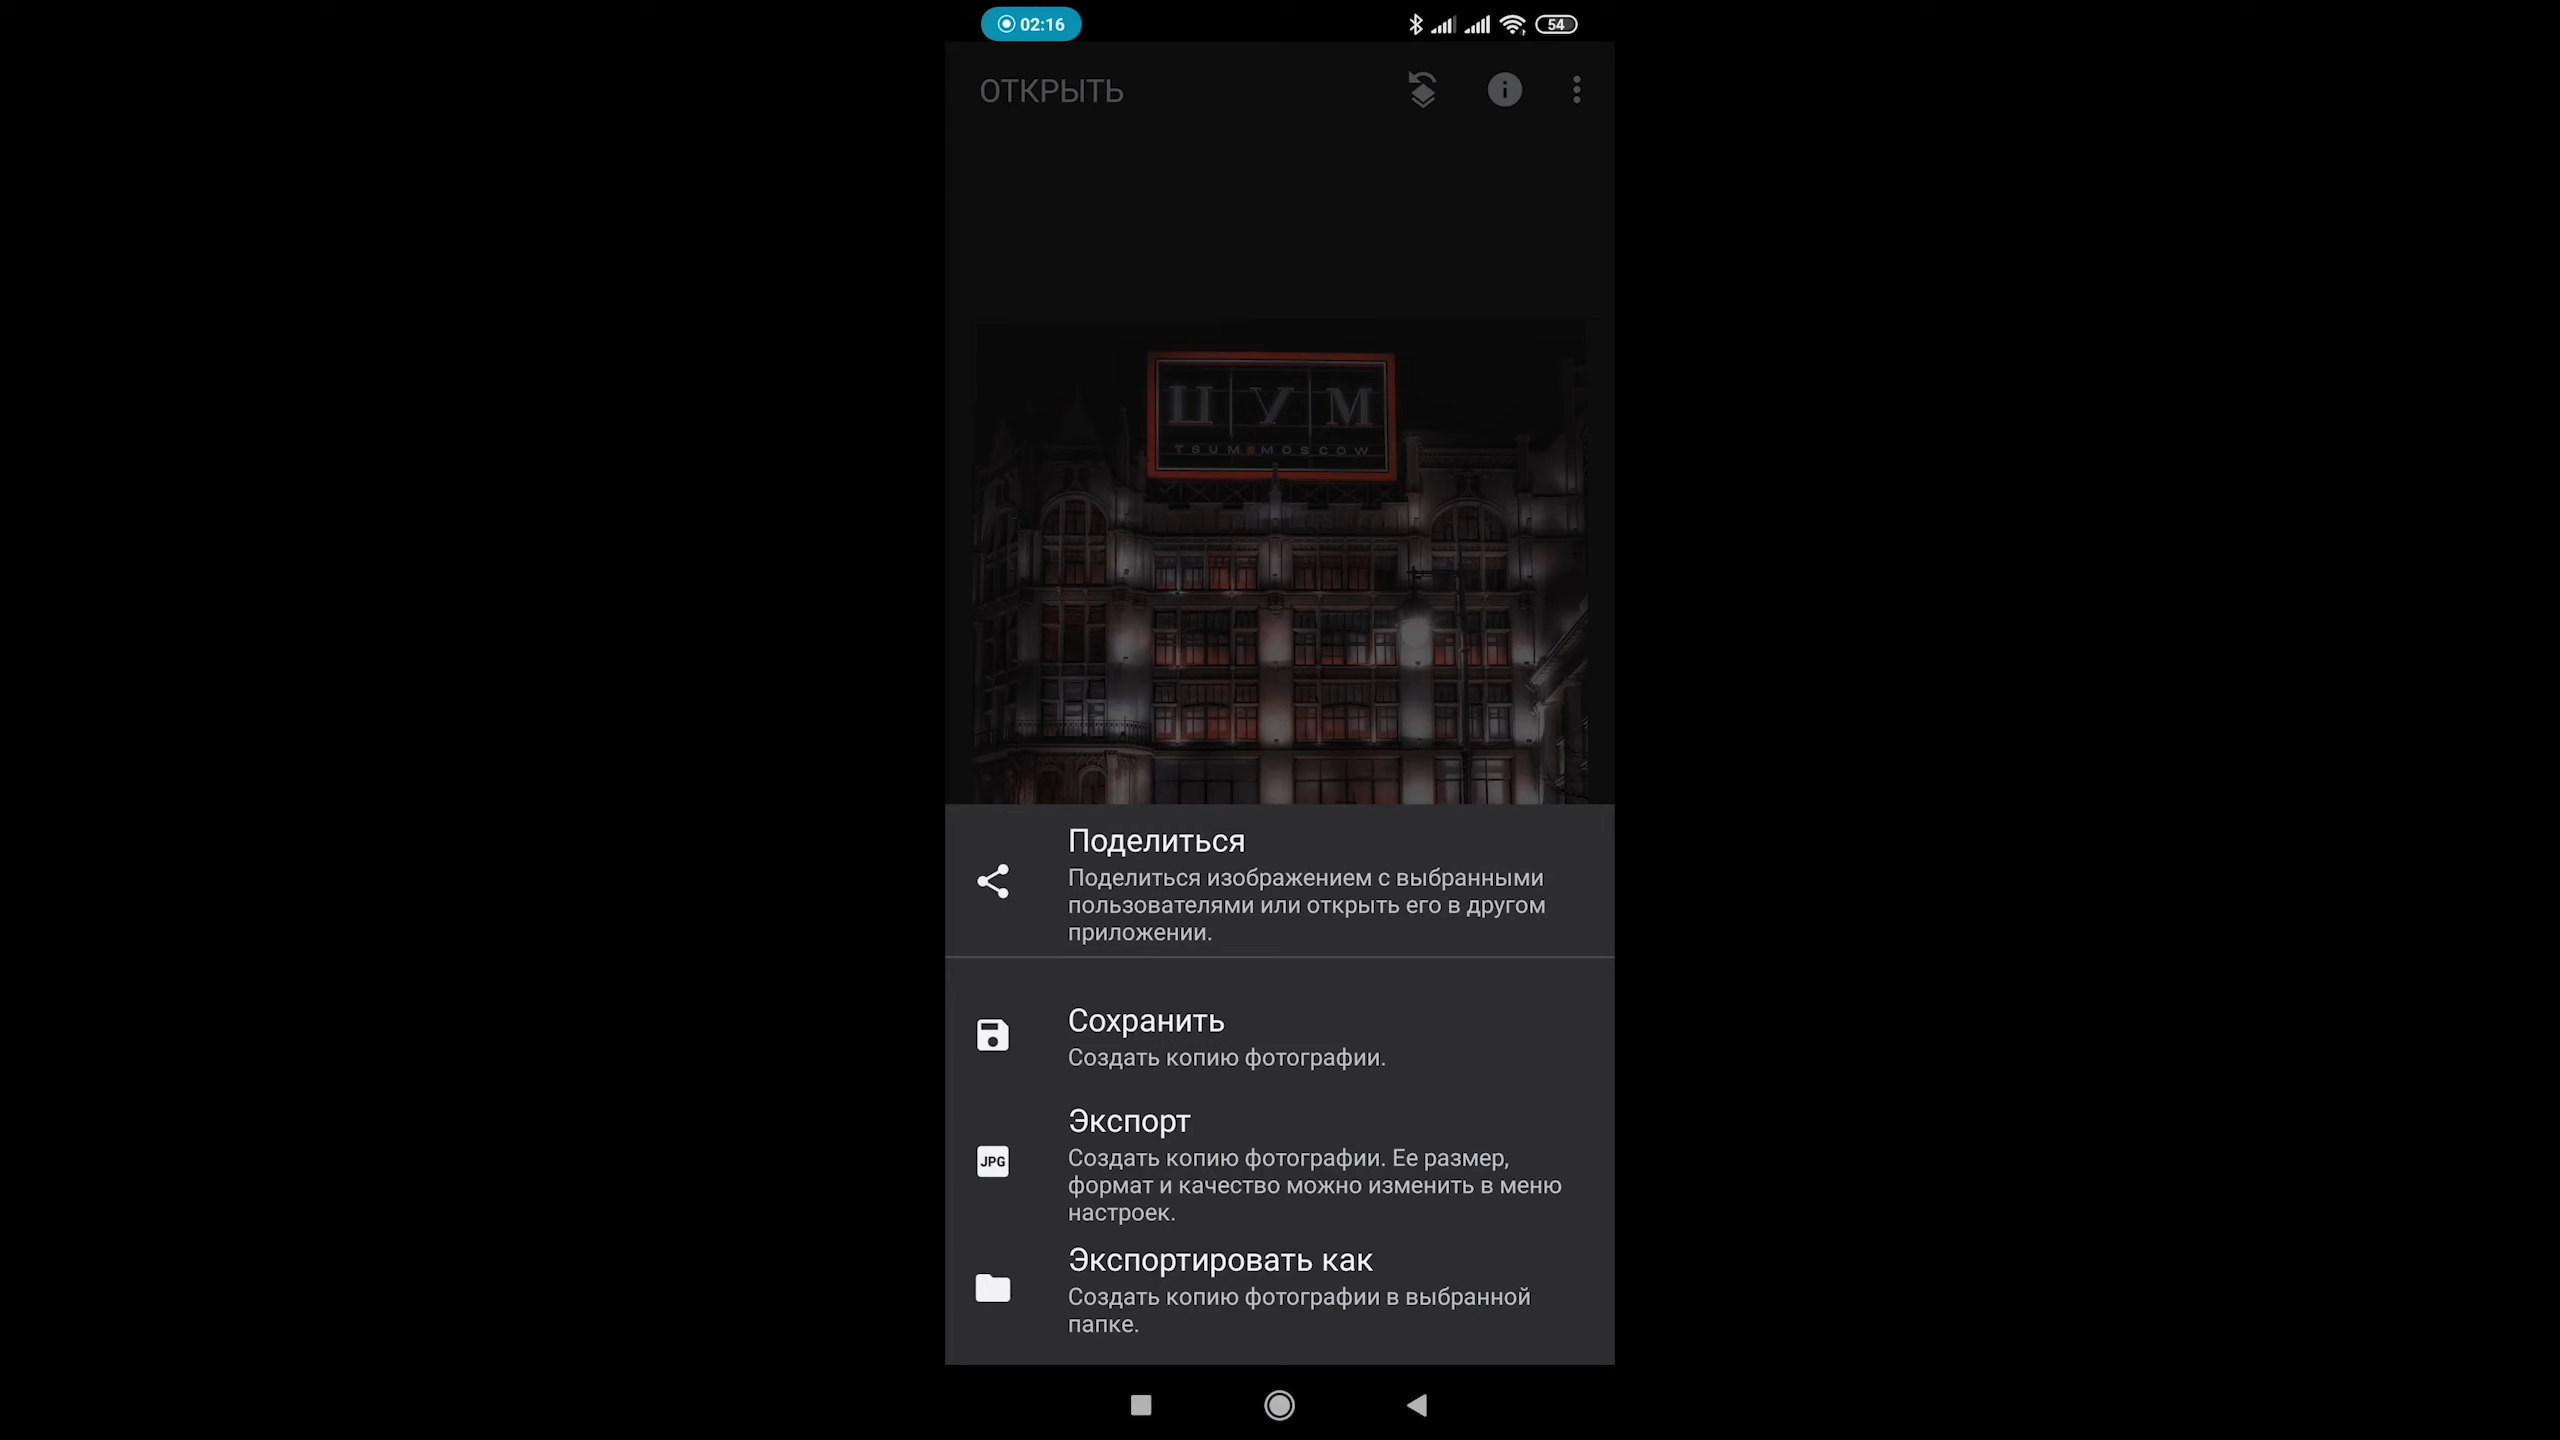 02:16
54
ОТКРЫТЬ
ЦУМ
TSUM MOSCOW
Поделиться
Поделиться изображением с выбранными
пользователями или открыть его в другом
приложении.
Сохранить
Создать копию фотографии.
Экспорт
JPG
Создать копию фотографии. Ее размер,
формат и качество можно изменить в меню
настроек.
Экспортировать как
Создать копию фотографии в выбранной
папке.